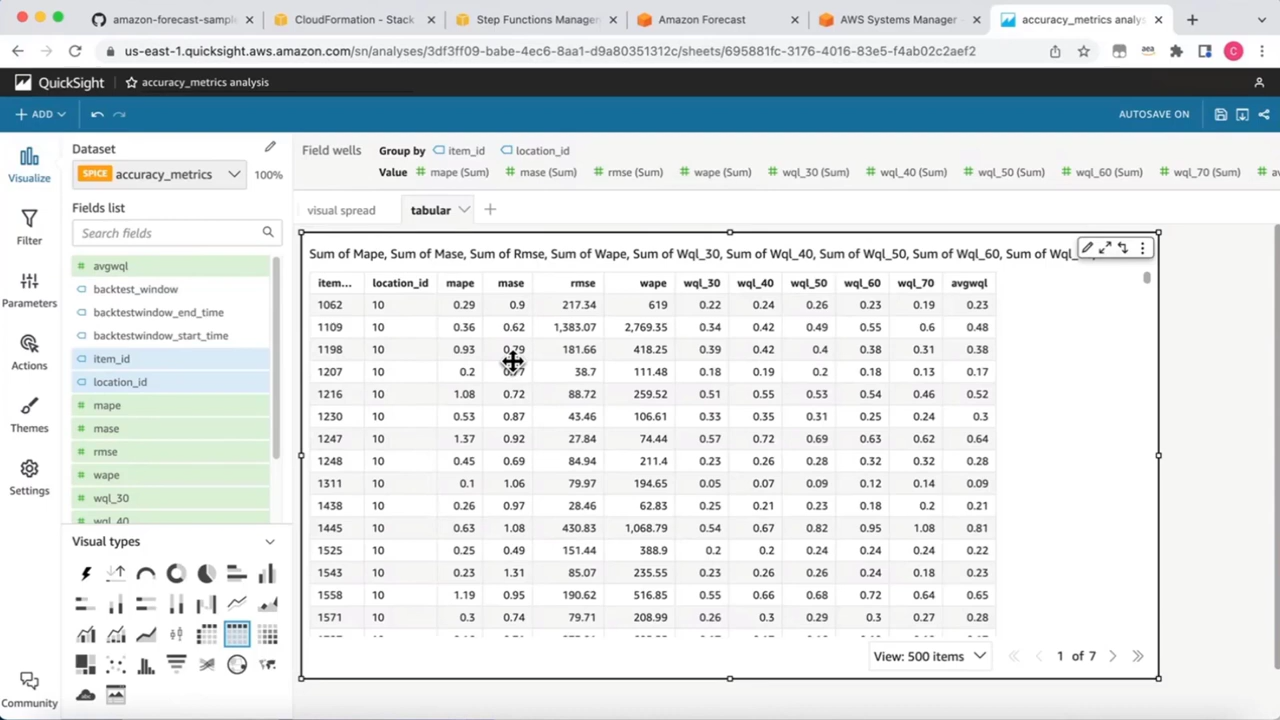 amazon-forecast-sampl
CloudFormation - Stack
Step Functions Manage
Amazon Forecast
AWS Systems Manager
accuracy_metrics analys
us-east-1.quicksight.aws.amazon.com/sn/analyses/3df3ff09-babe-4ec6-8aa1-d9a80351312c/sheets/695881fc-3176-4016-83e5-f4ab02c2aef2
aea
C
QuickSight
accuracy_metrics analysis
ADD
AUTOSAVE ON
Visualize
Filter
Parameters
Actions
Themes
Settings
Community
Dataset
SPICE accuracy_metrics 100%
Fields list
Search fields
avgwql
backtest_window
backtestwindow_end_time
backtestwindow_start_time
item_id
location_id
mape
mase
rmse
wape
wql_30
wql_40
Visual types
Field wells Group by item_id location_id
Value mape (Sum) mase (Sum) rmse (Sum) wape (Sum) wql_30 (Sum) wql_40 (Sum) wql_50 (Sum) wql_60 (Sum) wql_70 (Sum) av
visual spread tabular
Sum of Mape, Sum of Mase, Sum of Rmse, Sum of Wape, Sum of Wql_30, Sum of Wql_40, Sum of Wql_50, Sum of Wql_60, Sum of Wql_
item... location_id mape mase rmse wape wql_30 wql_40 wql_50 wql_60 wql_70 avgwql
1062 10 0.29 0.9 217.34 619 0.22 0.24 0.26 0.23 0.19 0.23
1109 10 0.36 0.62 1,383.07 2,769.35 0.34 0.42 0.49 0.55 0.6 0.48
1198 10 0.93 0.79 181.66 418.25 0.39 0.42 0.4 0.38 0.31 0.38
1207 10 0.2 38.7 111.48 0.18 0.19 0.2 0.18 0.13 0.17
1216 10 1.08 0.72 88.72 259.52 0.51 0.55 0.53 0.54 0.46 0.52
1230 10 0.53 0.87 43.46 106.61 0.33 0.35 0.31 0.25 0.24 0.3
1247 10 1.37 0.92 27.84 74.44 0.57 0.72 0.69 0.63 0.62 0.64
1248 10 0.45 0.69 84.94 211.4 0.23 0.26 0.28 0.32 0.32 0.28
1311 10 0.1 1.06 79.97 194.65 0.05 0.07 0.09 0.12 0.14 0.09
1438 10 0.26 0.97 28.46 62.83 0.25 0.21 0.23 0.18 0.2 0.21
1445 10 0.63 1.08 430.83 1,068.79 0.54 0.67 0.82 0.95 1.08 0.81
1525 10 0.25 0.49 151.44 388.9 0.2 0.2 0.24 0.24 0.24 0.22
1543 10 0.23 1.31 85.07 235.55 0.23 0.26 0.26 0.24 0.18 0.23
1558 10 1.19 0.95 190.62 516.85 0.55 0.66 0.68 0.72 0.64 0.65
1571 10 0.3 0.74 79.71 208.99 0.26 0.3 0.29 0.3 0.27 0.28
View: 500 items 1 of 7